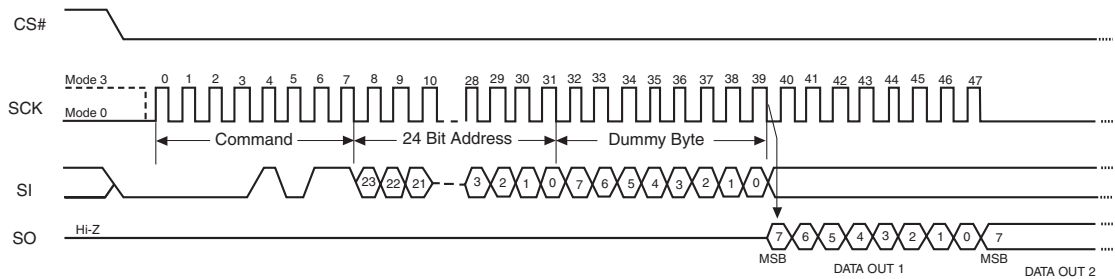 CS#
Mode 3 0 1 2 3 4 5 6 7 8 9 10 28 29 30 31 32 33 34 35 36 37 38 39 40 41 42 43 44 45 46 47
SCK
Mode 0
Command 24 Bit Address Dummy Byte
SI 23 22 21 3 2 1 0 7 6 5 4 3 2 1 0
SO Hi-Z 7 6 5 4 3 2 1 0 7
MSB DATA OUT 1 MSB DATA OUT 2